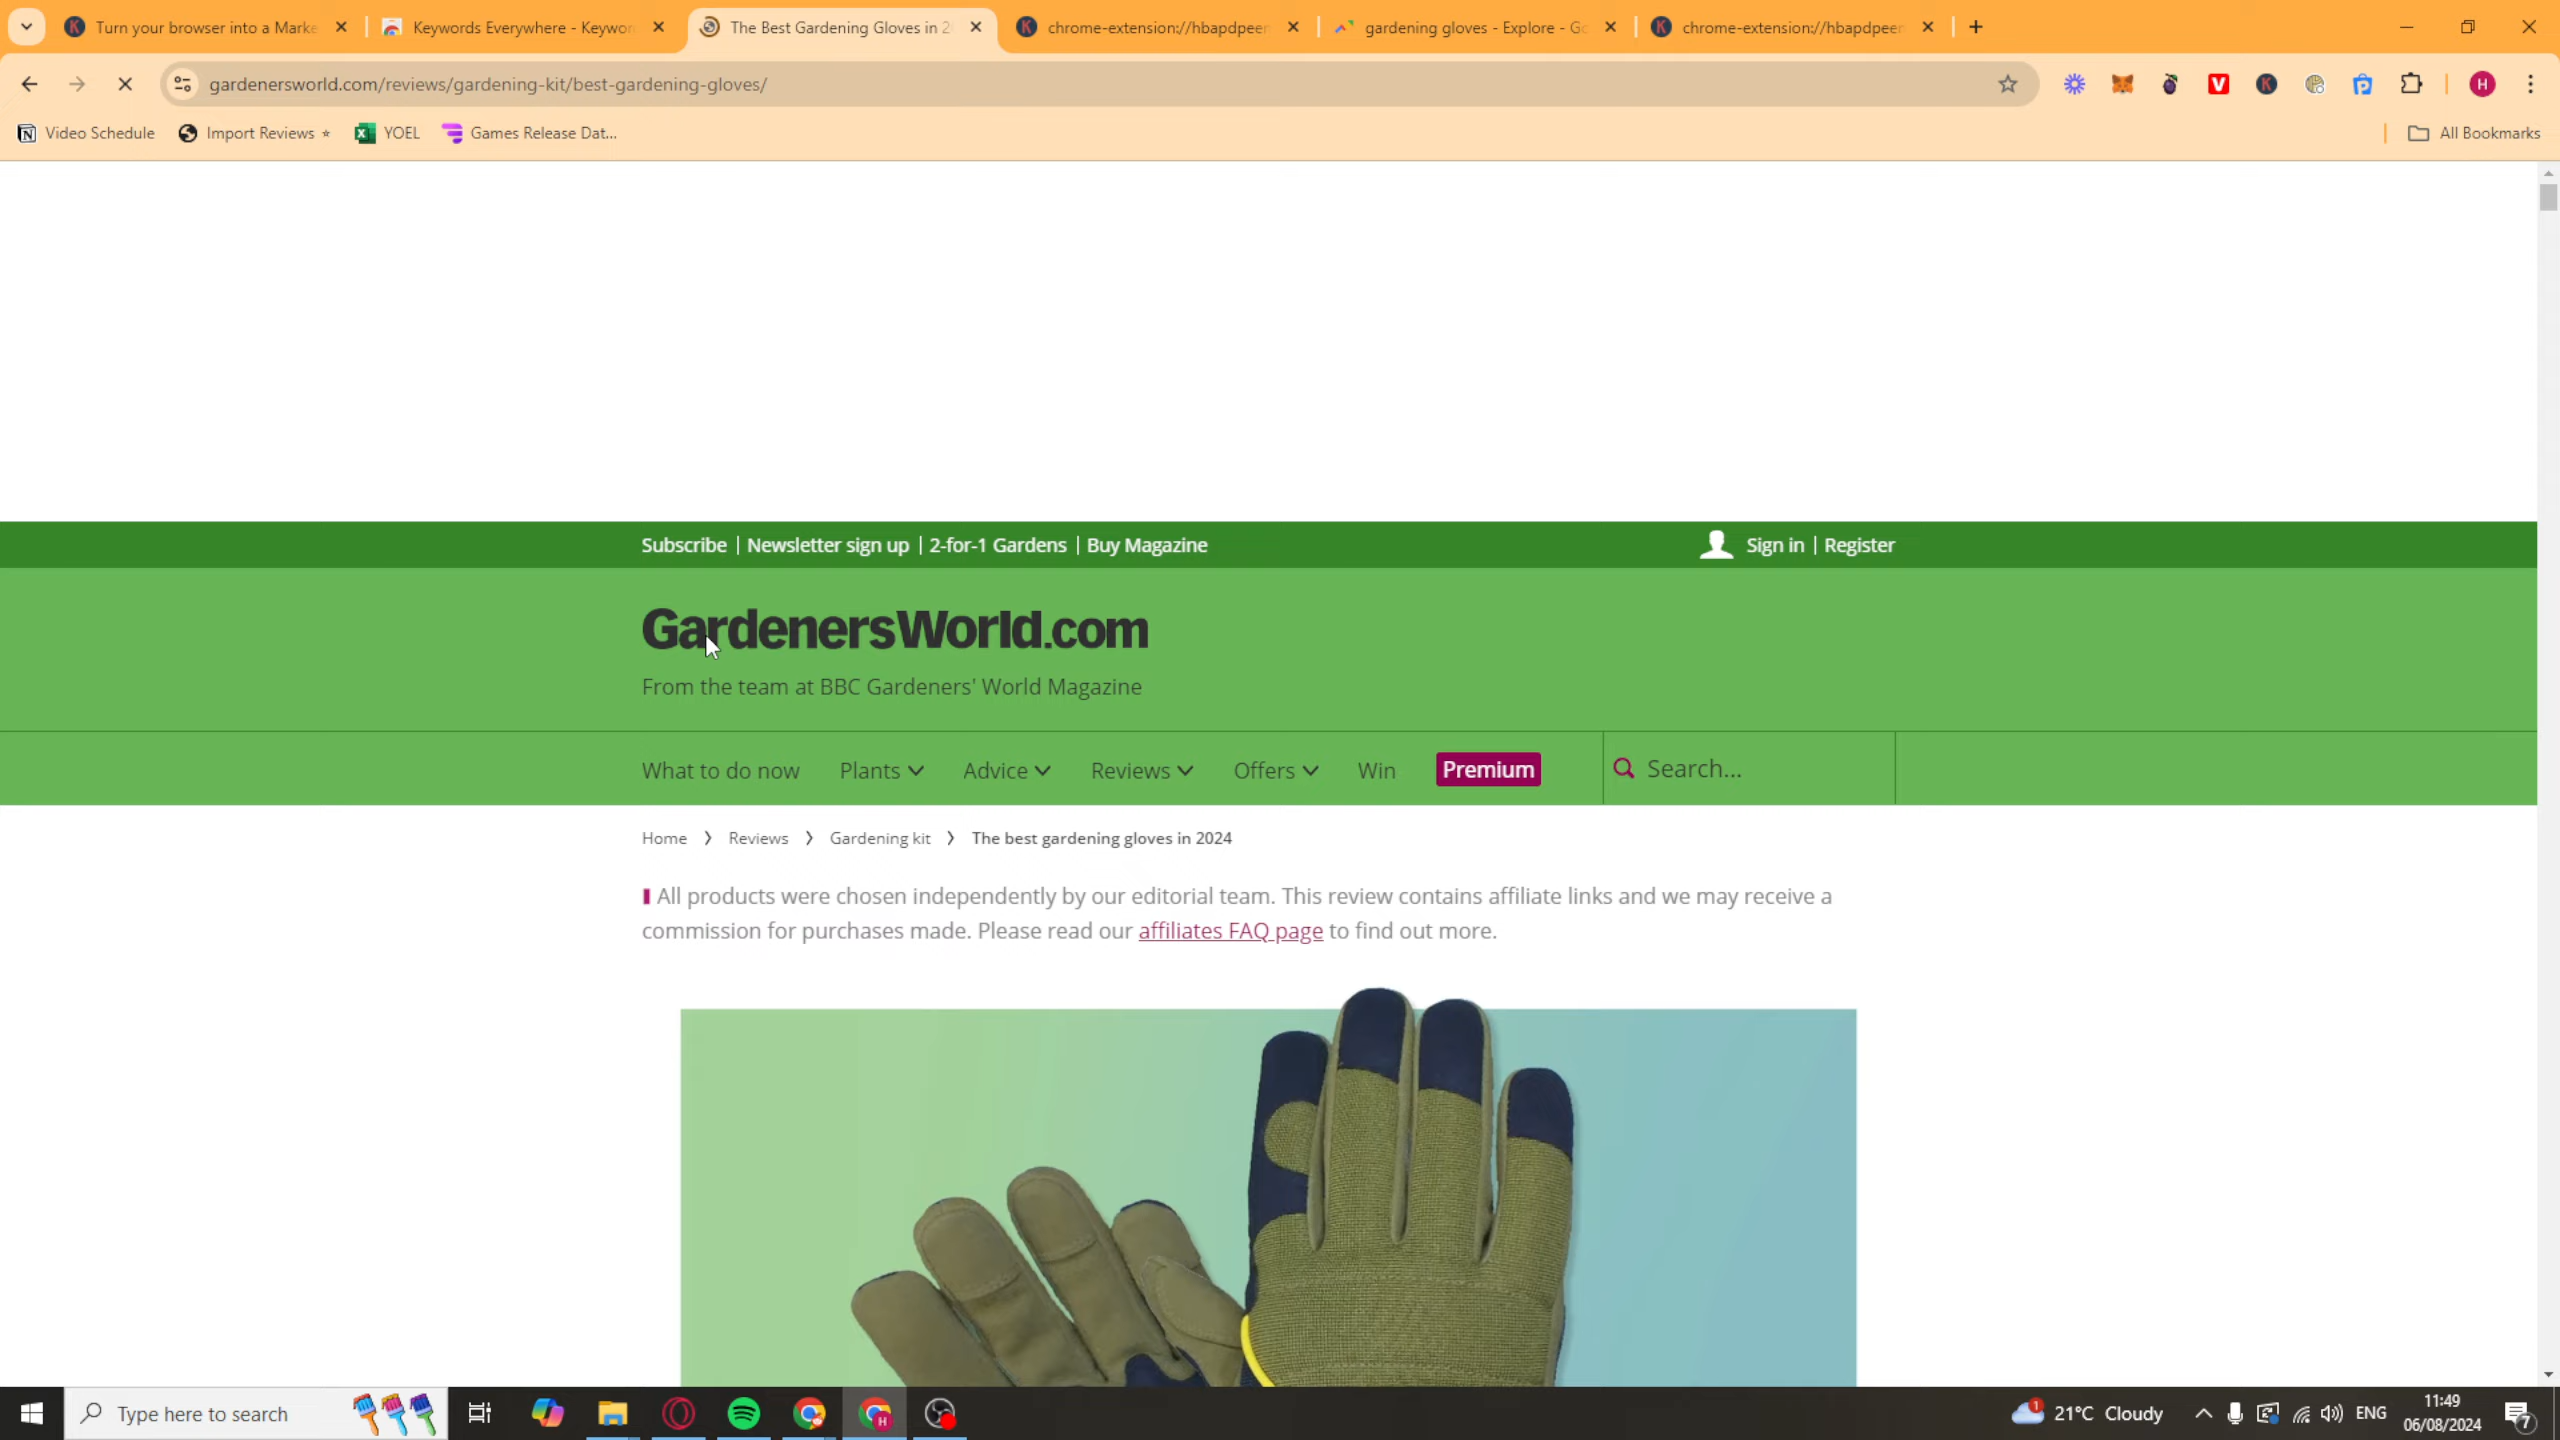 Turn your browser into a Marke
Keywords Everywhere - Keywor
The Best Gardening Gloves in 2
chrome-extension://hbapdpeer
gardening gloves - Explore - Go
chrome-extension://hbapdpeer
gardenersworld.com/reviews/gardening-kit/best-gardening-gloves/
H
Video Schedule
Import Reviews
YOEL
Games Release Dat...
All Bookmarks
Subscribe | Newsletter sign up | 2-for-1 Gardens | Buy Magazine
Sign in | Register
GardenersWorld.com
From the team at BBC Gardeners' World Magazine
What to do now
Plants
Advice
Reviews
Offers
Win
Premium
Search...
Home > Reviews > Gardening kit > The best gardening gloves in 2024
All products were chosen independently by our editorial team. This review contains affiliate links and we may receive a
commission for purchases made. Please read our affiliates FAQ page to find out more.
Type here to search
1
21°C Cloudy
ENG
11:49
06/08/2024
7